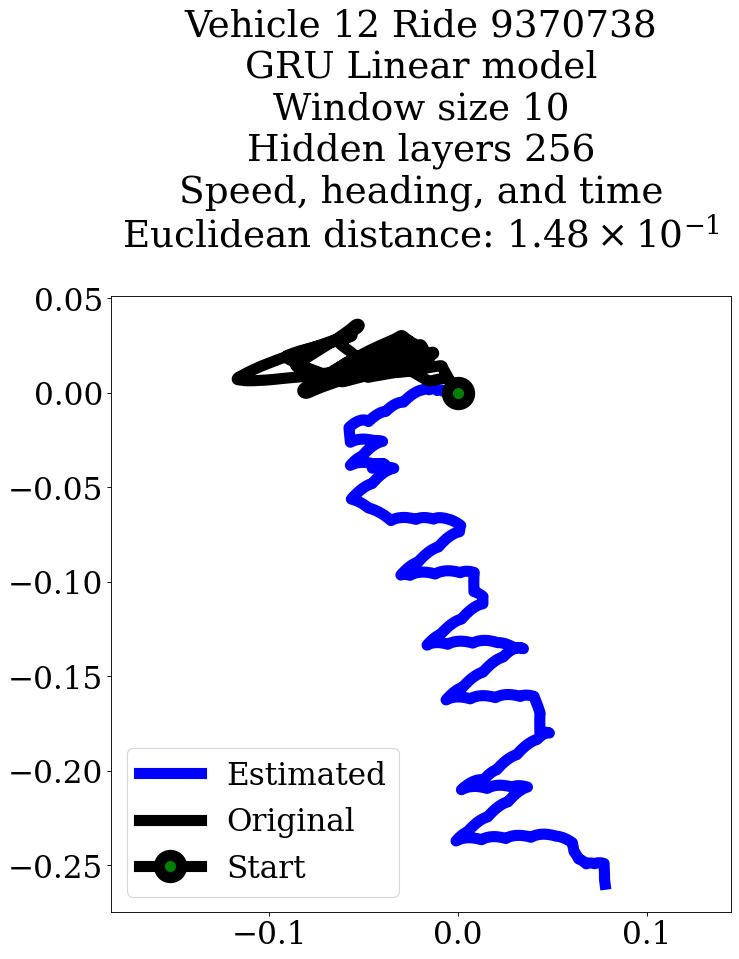 Vehicle 12 Ride 9370738
GRU Linear model
Window size 10
Hidden layers 256
Speed, heading, and time
Euclidean distance: 1.48 × 10⁻¹
0.05
0.00
−0.05
−0.10
−0.15
−0.20
−0.25
Estimated
Original
Start
−0.1
0.0
0.1